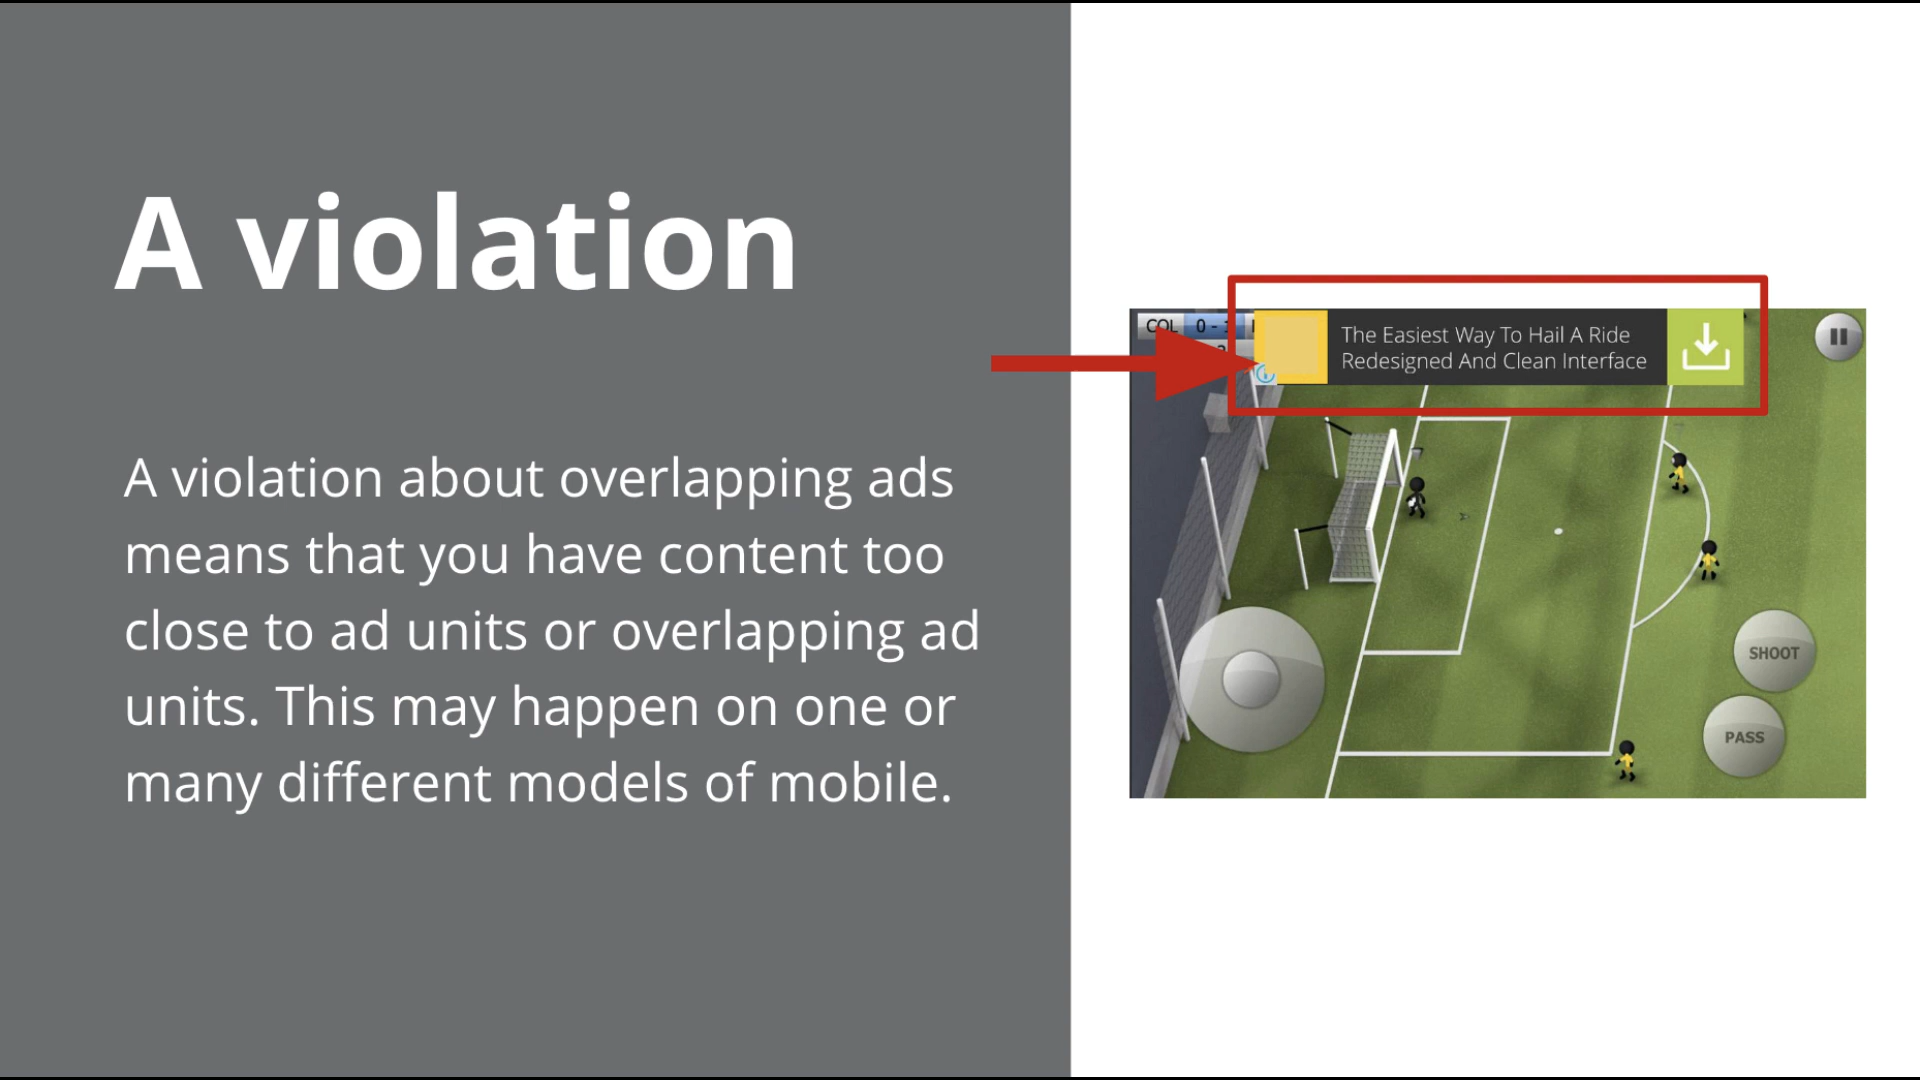 A violation
A violation about overlapping ads
means that you have content too
close to ad units or overlapping ad
units. This may happen on one or
many different models of mobile.
COL 0 -
The Easiest Way To Hail A Ride
Redesigned And Clean Interface
SHOOT
PASS